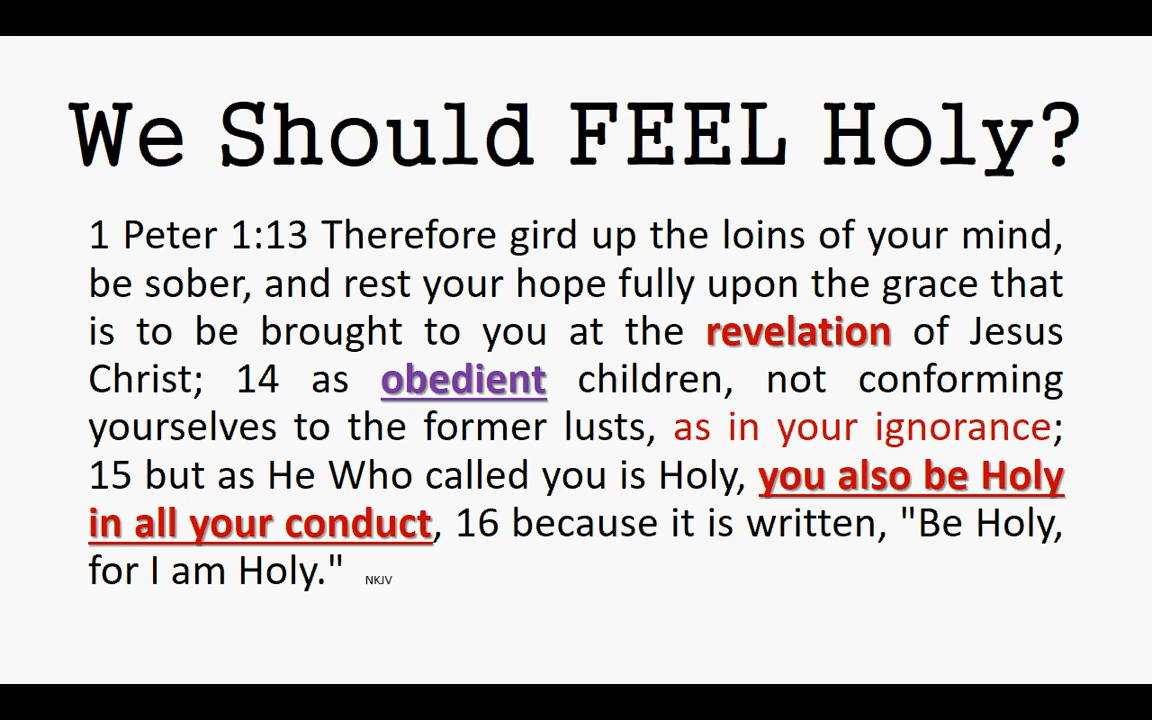 We Should FEEL Holy?
1 Peter 1:13 Therefore gird up the loins of your mind,
be sober, and rest your hope fully upon the grace that
is to be brought to you at the revelation of Jesus
Christ; 14 as obedient children, not conforming
yourselves to the former lusts, as in your ignorance;
15 but as He Who called you is Holy, you also be Holy
in all your conduct, 16 because it is written, "Be Holy,
for I am Holy." NKJV